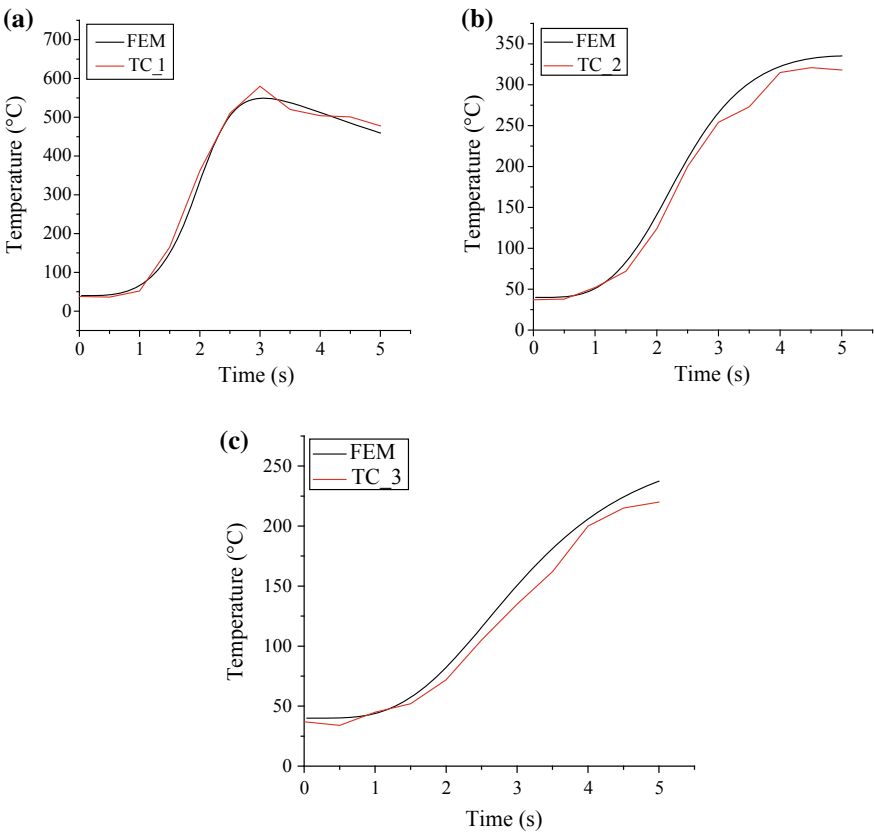 (a)
FEM
TC_1
700
600
500
400
300
200
100
0
Temperature (°C)
0 1 2 3 4 5
Time (s)
(b)
FEM
TC_2
350
300
250
200
150
100
50
0
Temperature (°C)
0 1 2 3 4 5
Time (s)
(c)
FEM
TC_3
250
200
150
100
50
0
Temperature (°C)
0 1 2 3 4 5
Time (s)